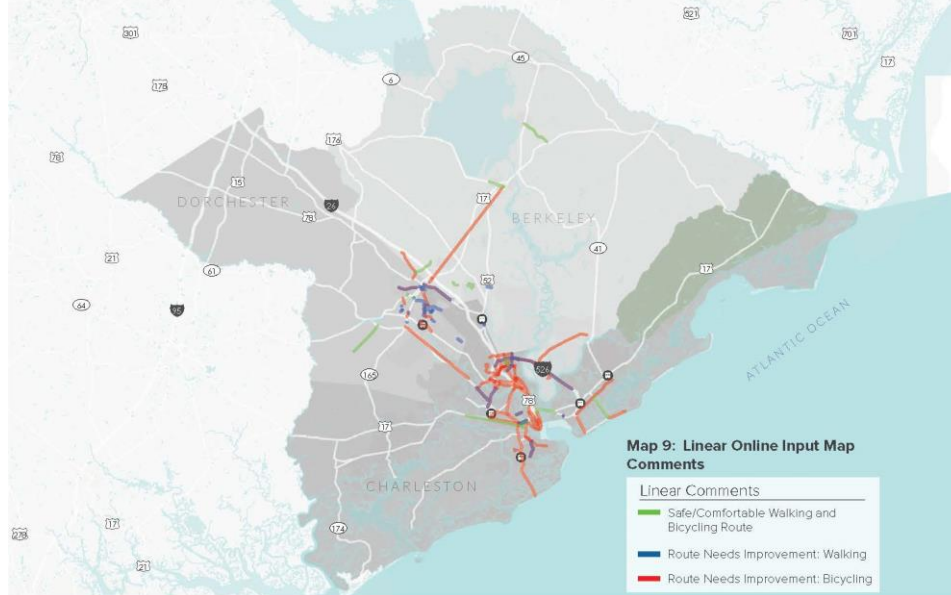 521
301
701
45
17
6
178
176
78
15
DORCHESTER
17
BERKELEY
26
78
41
21
61
17
52
64
95
ATLANTIC OCEAN
526
165
78
17
Map 9: Linear Online Input Map
Comments
CHARLESTON
Linear Comments
Safe/Comfortable Walking and
Bicycling Route
17
174
278
Route Needs Improvement: Walking
21
Route Needs Improvement: Bicycling